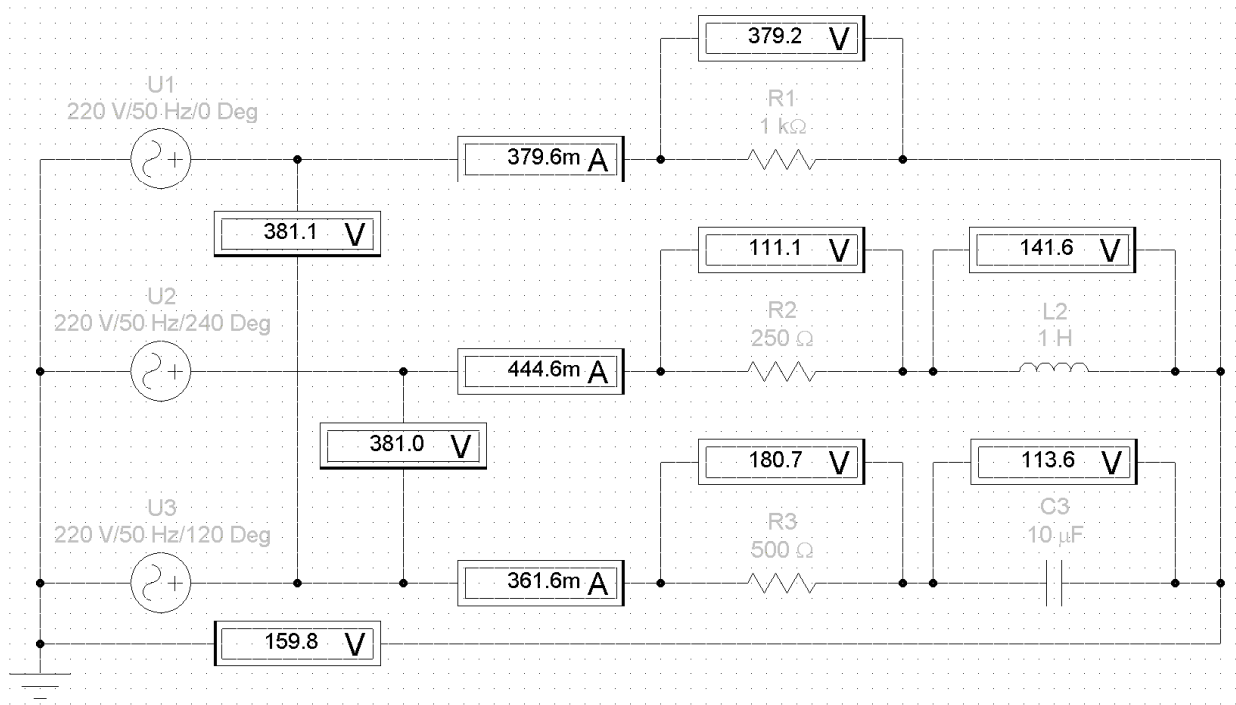 379.2 V
U1
220 V/50 Hz/0 Deg
R1
1 kΩ
379.6m A
381.1 V
111.1 V
141.6 V
U2
220 V/50 Hz/240 Deg
R2
250 Ω
L2
1 H
444.6m A
381.0 V
180.7 V
113.6 V
U3
220 V/50 Hz/120 Deg
R3
500 Ω
C3
10 µF
361.6m A
159.8 V